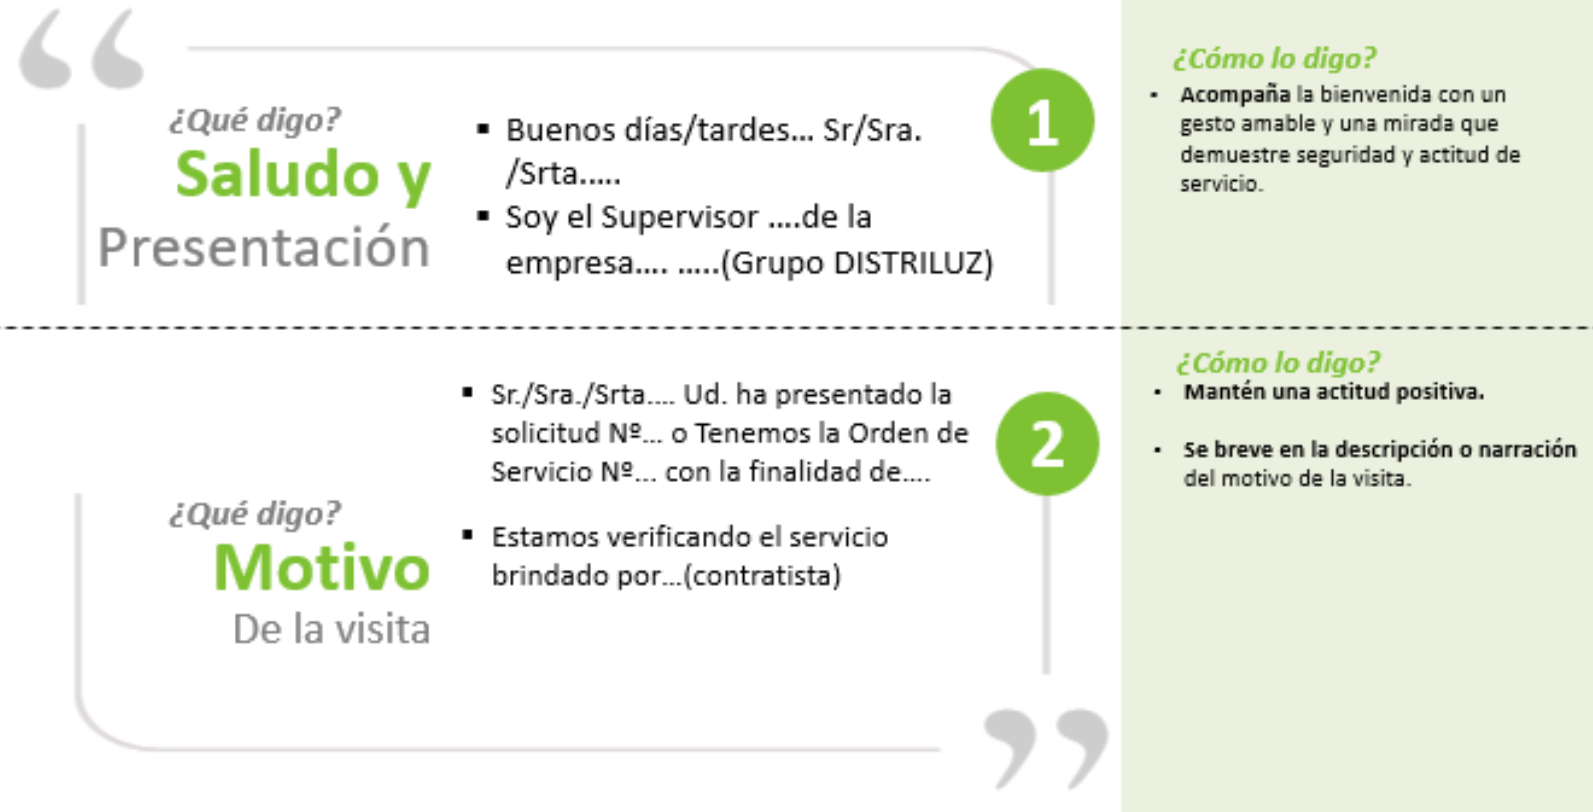 “
¿Qué digo?
Saludo y
Presentación
▪ Buenos días/tardes... Sr/Sra.
/Srta.....
▪ Soy el Supervisor ....de la
empresa.... .....(Grupo DISTRILUZ)
1
¿Cómo lo digo?
▪ Acompaña la bienvenida con un
gesto amable y una mirada que
demuestre seguridad y actitud de
servicio.
¿Qué digo?
Motivo
De la visita
▪ Sr./Sra./Srta.... Ud. ha presentado la
solicitud Nº... o Tenemos la Orden de
Servicio Nº... con la finalidad de....
▪ Estamos verificando el servicio
brindado por...(contratista)
2
”
¿Cómo lo digo?
▪ Mantén una actitud positiva.
▪ Se breve en la descripción o narración
del motivo de la visita.